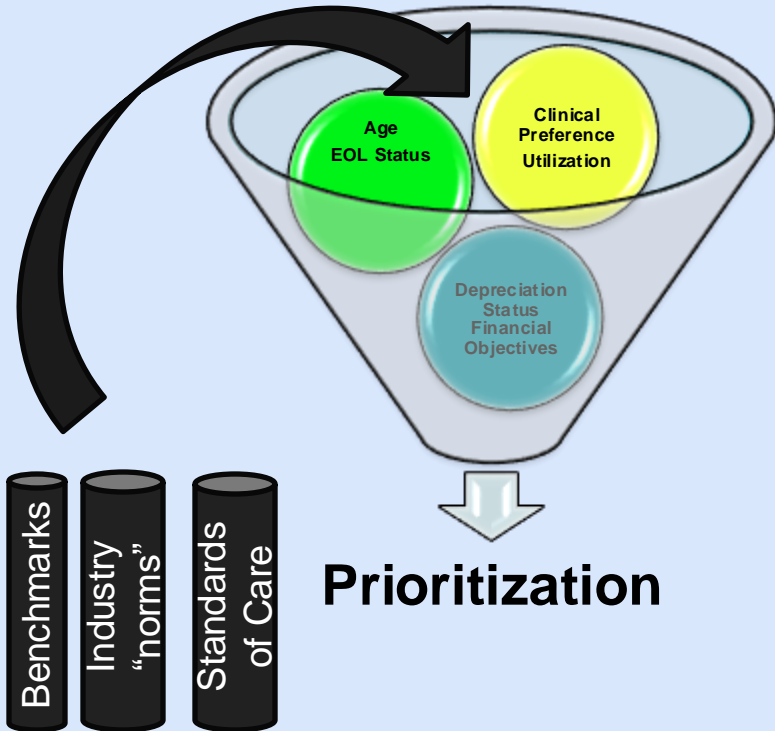 Age
EOL Status
Clinical
Preference
Utilization
Depreciation
Status
Financial
Objectives
Benchmarks
Industry
“norms”
Standards
of Care
Prioritization